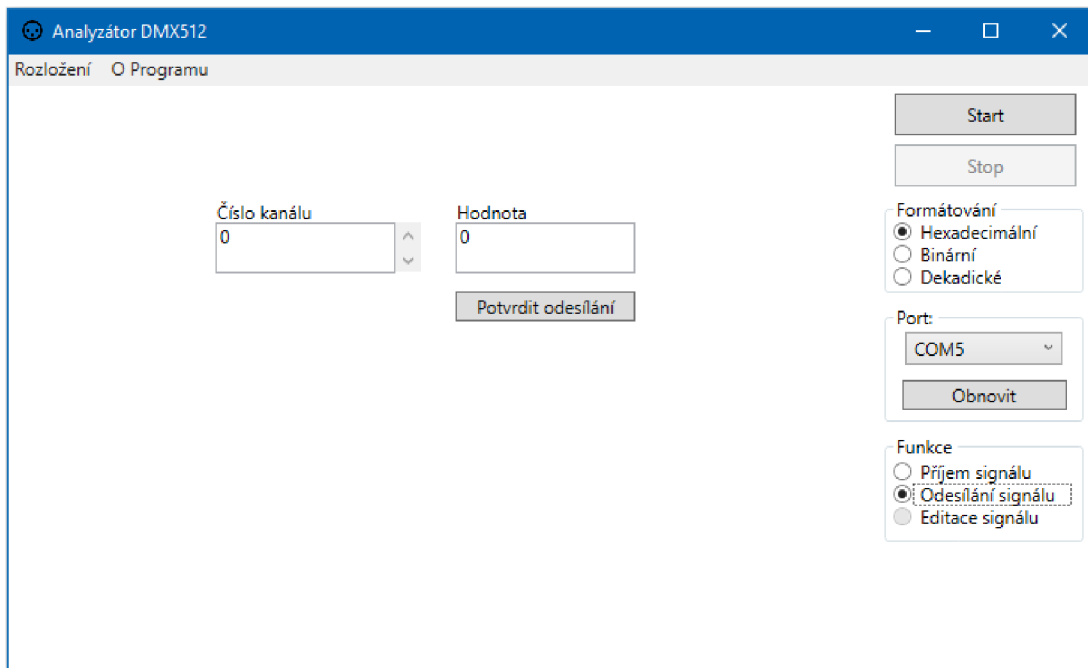 Analyzátor DMX512
Rozložení O Programu
Start
Stop
Číslo kanálu
0
Hodnota
0
Potvrdit odesílání
Formátování
Hexadecimální
Binární
Dekadické
Port:
COM5
Obnovit
Funkce
Příjem signálu
Odesílání signálu
Editace signálu